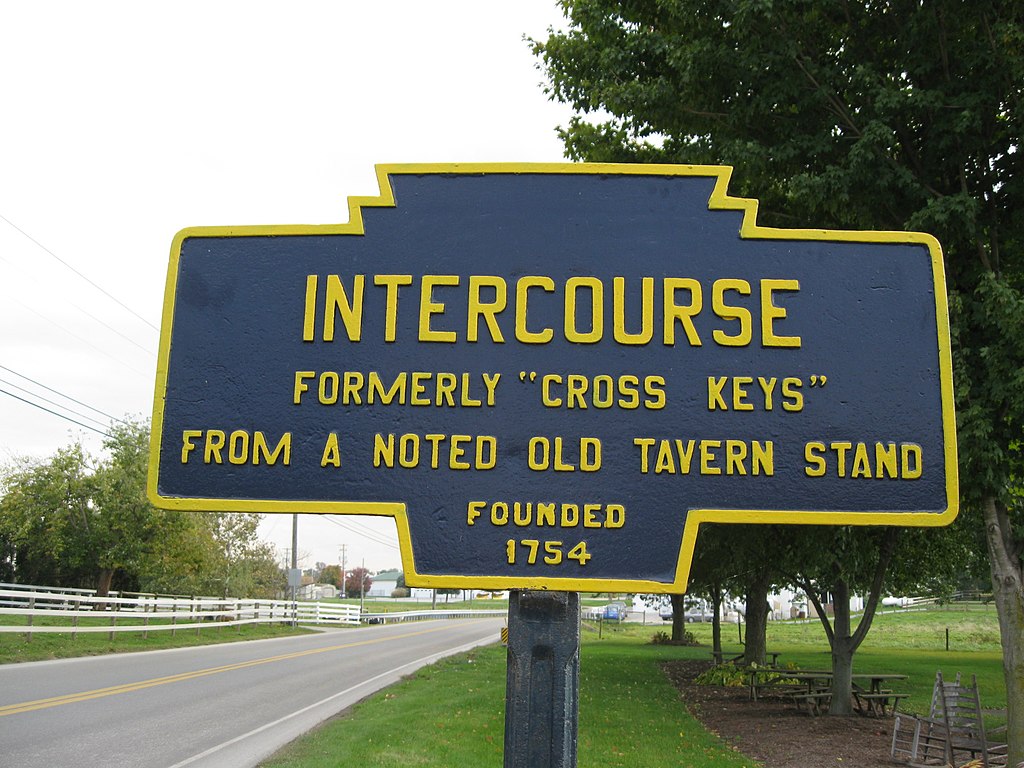 INTERCOURSE
FORMERLY "CROSS KEYS"
FROM A NOTED OLD TAVERN STAND
FOUNDED
1754